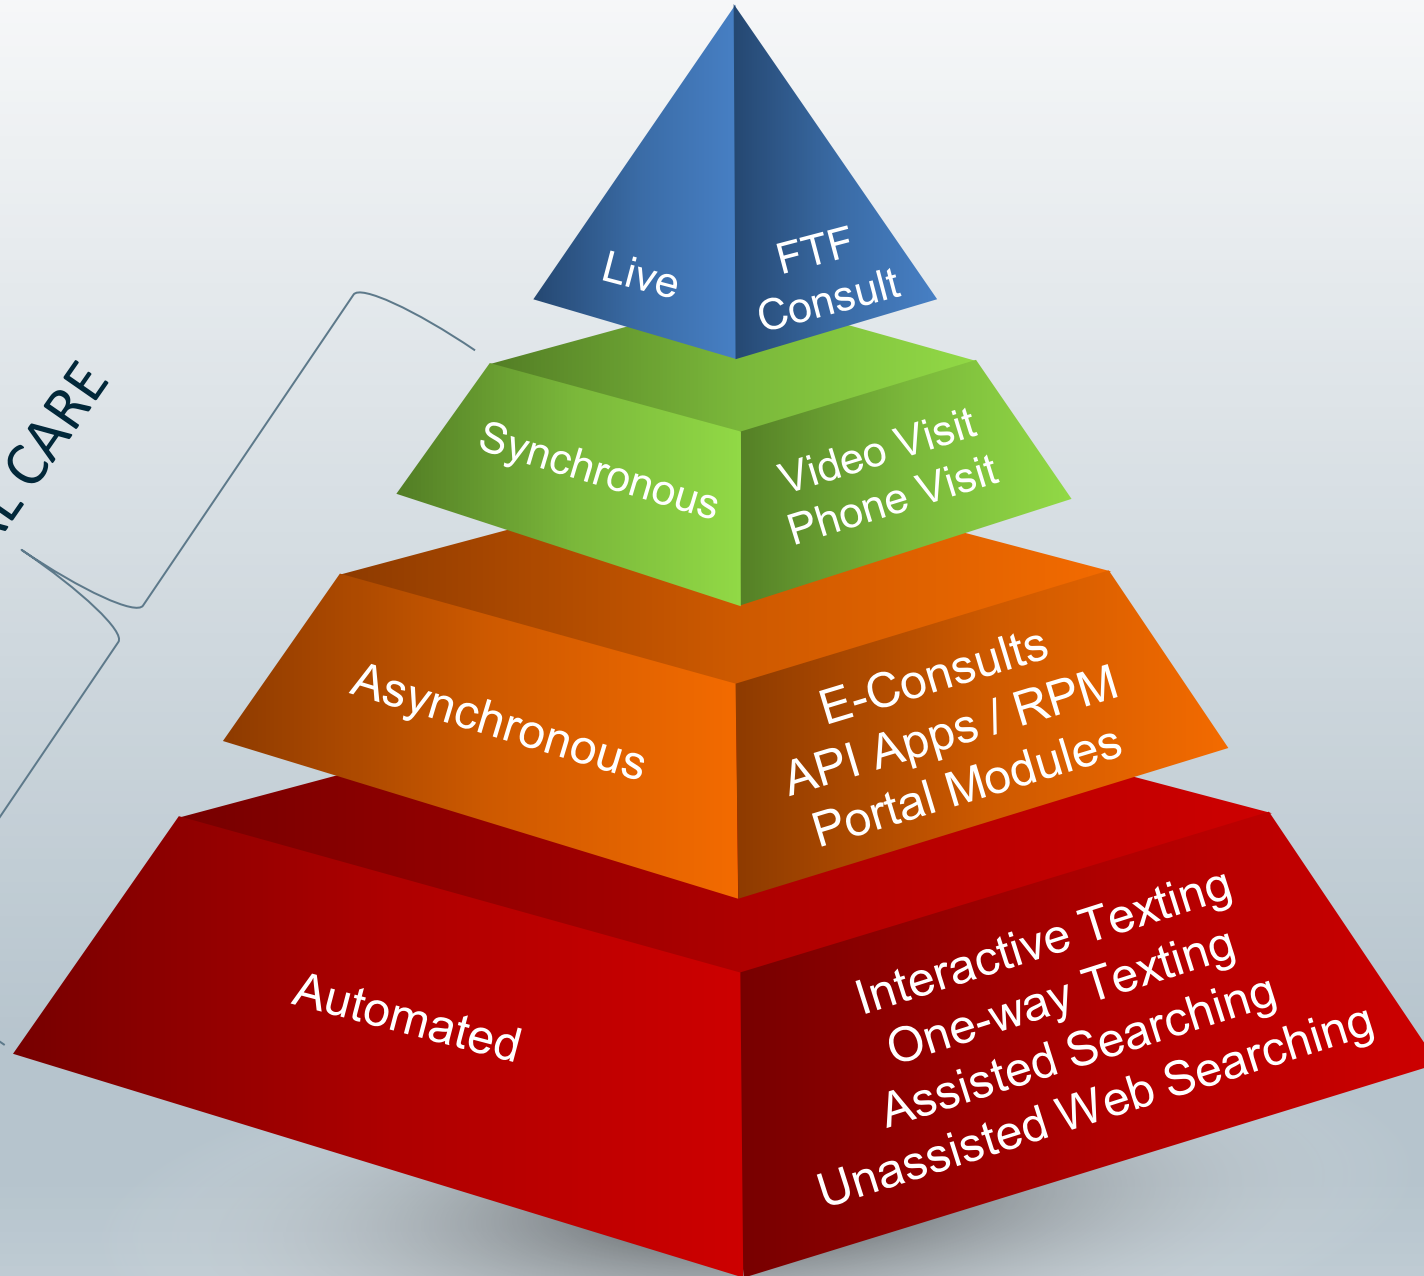 Live
FTF
Consult
CARE
Synchronous
Video Visit
Phone Visit
Asynchronous
E-Consults
API Apps / RPM
Portal Modules
Automated
Interactive Texting
One-way Texting
Assisted Searching
Unassisted Web Searching